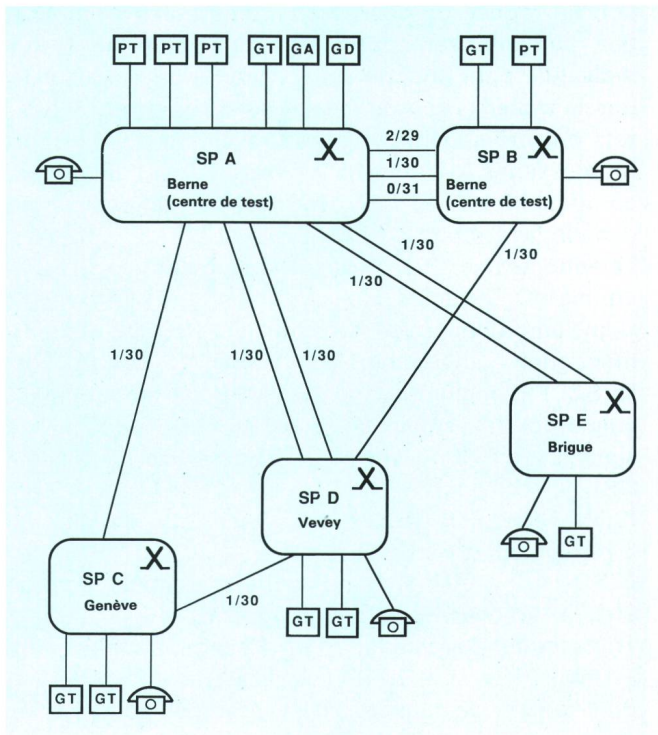 PT PT PT GT GA GD
GT PT
SP A
Berne
(centre de test)
2/29
1/30
0/31
SP B
Berne
(centre de test)
1/30
1/30
1/30
1/30
1/30
1/30
SP E
Brigue
GT
SP D
Vevey
GT GT
SP C
Genève
1/30
GT GT